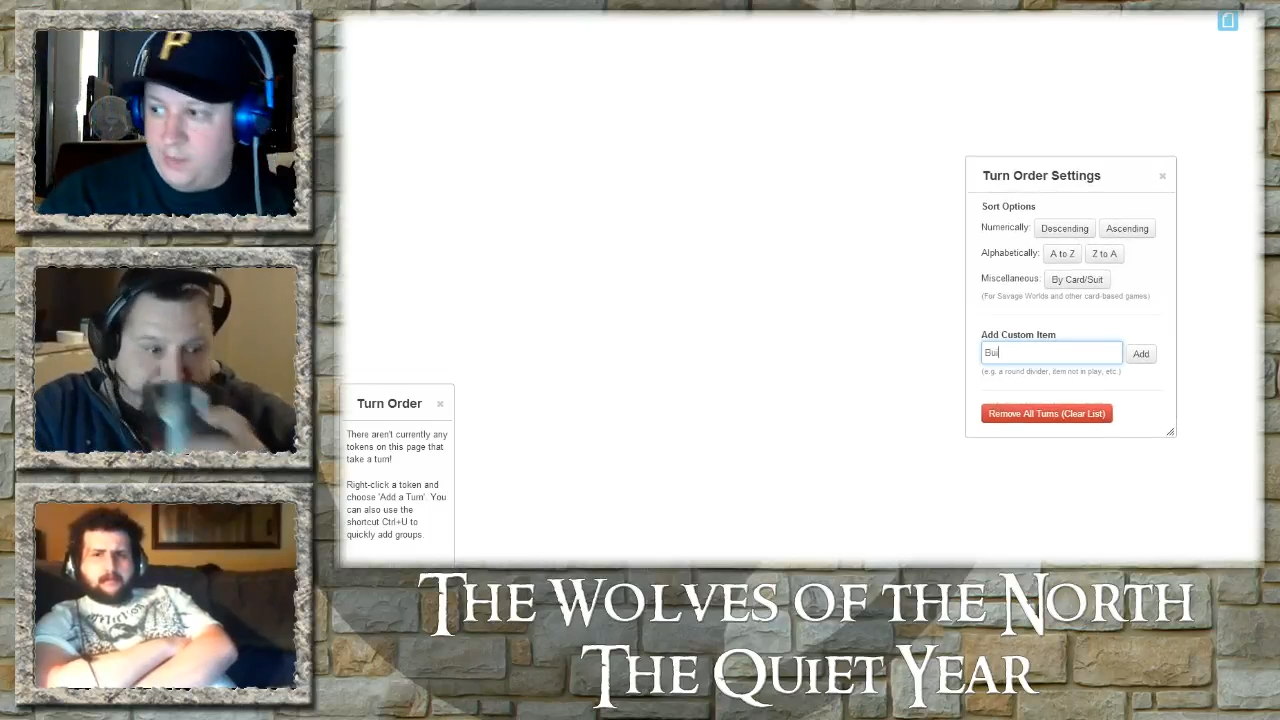 P
Turn Order Settings
Sort Options
Numerically: Descending Ascending
Alphabetically: A to Z Z to A
Miscellaneous: By Card/Suit
(For Savage Worlds and other card-based games)
Add Custom Item
Bui Add
(e.g. a round divider, item not in play, etc.)
Remove All Turns (Clear List)
Turn Order
There aren't currently any
tokens on this page that
take a turn!
Right-click a token and
choose 'Add a Turn'. You
can also use the
shortcut Ctrl+U to
quickly add groups
The Wolves of the North
The Quiet Year